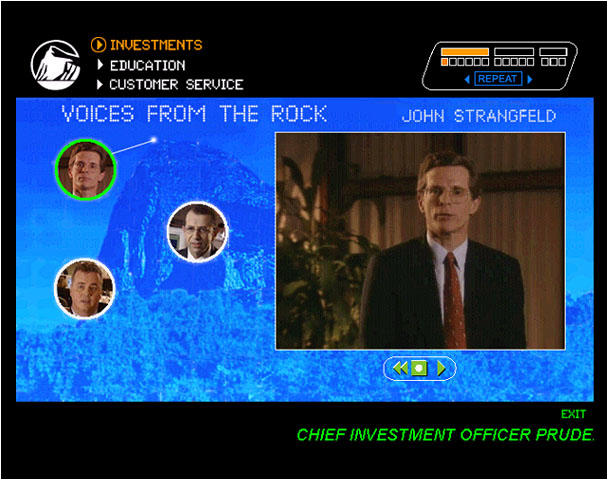 INVESTMENTS
EDUCATION
CUSTOMER SERVICE
REPEAT
VOICES FROM THE ROCK
JOHN STRANGFELD
EXIT
CHIEF INVESTMENT OFFICER PRUDE